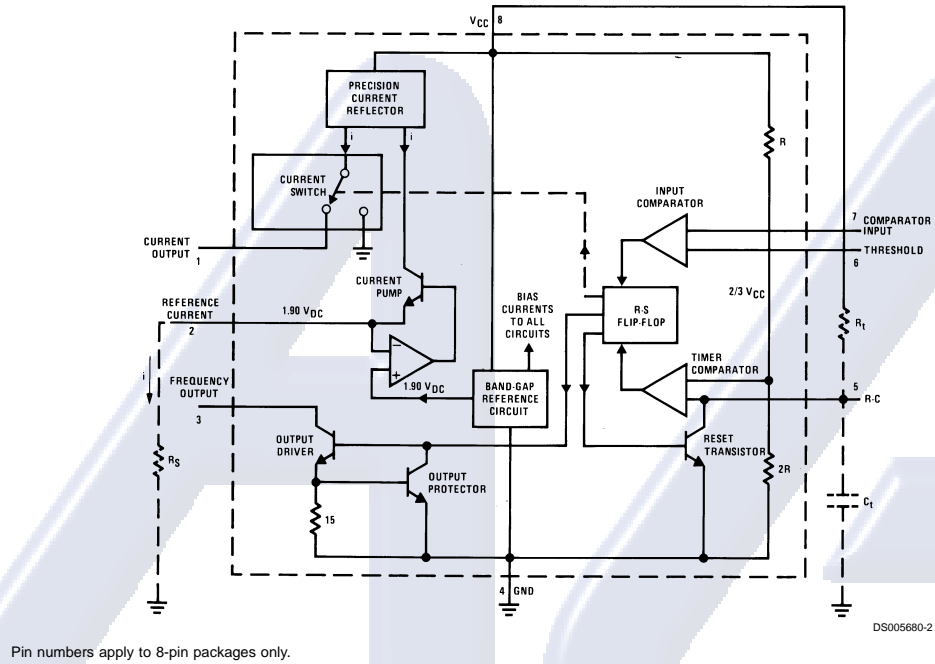 VCC 8
PRECISION
CURRENT
REFLECTOR
i i
R
CURRENT
SWITCH
INPUT
COMPARATOR
7 COMPARATOR
INPUT
CURRENT
OUTPUT
1
THRESHOLD
6
CURRENT
PUMP
2/3 VCC
BIAS
CURRENTS
TO ALL
CIRCUITS
R-S
FLIP-FLOP
REFERENCE
CURRENT
2
1.90 VDC
Rt
i
−
+
1.90 VDC
TIMER
COMPARATOR
FREQUENCY
OUTPUT
3
BAND-GAP
REFERENCE
CIRCUIT
5
R-C
OUTPUT
DRIVER
RESET
TRANSISTOR
RS
OUTPUT
PROTECTOR
2R
15
Ct
4 GND
DS005680-2
Pin numbers apply to 8-pin packages only.